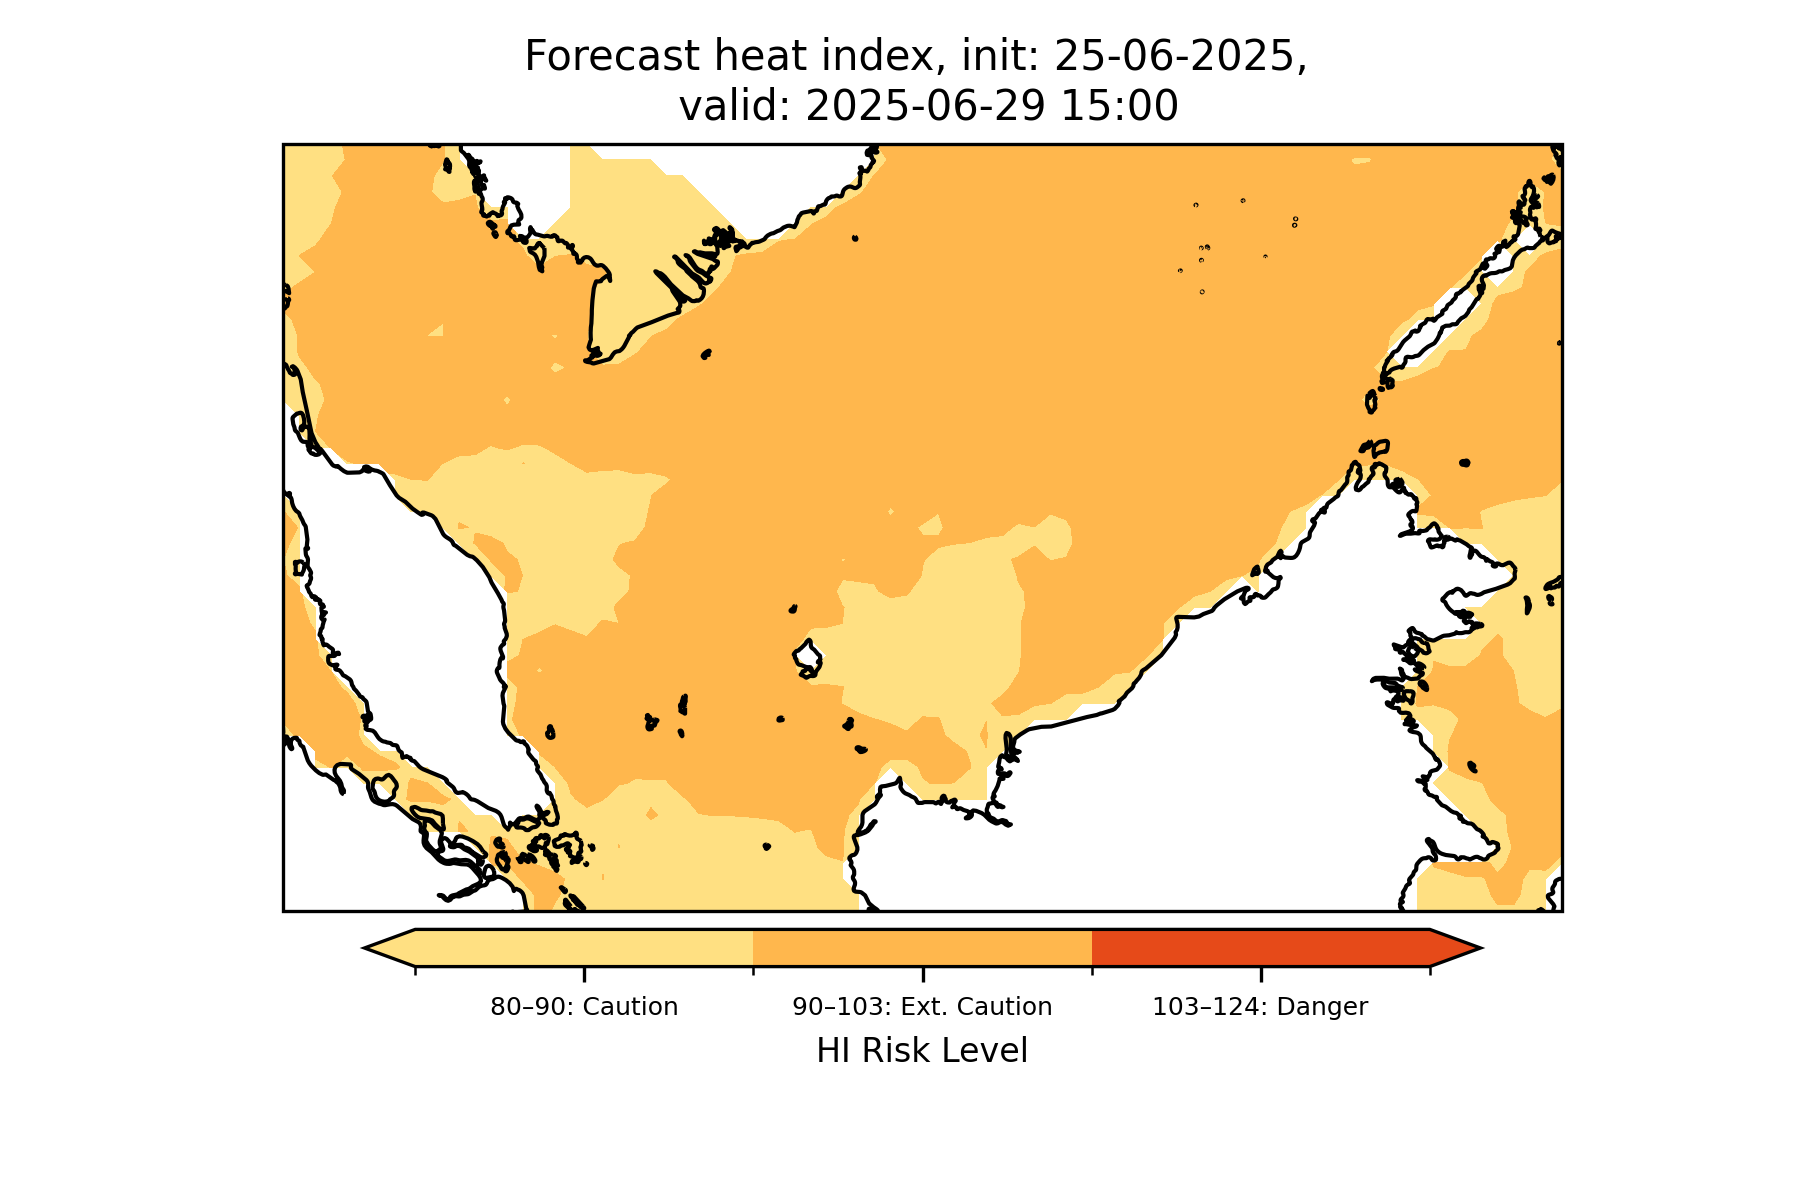 Forecast heat index, init: 25-06-2025,
valid: 2025-06-29 15:00
80–90: Caution
90–103: Ext. Caution
103–124: Danger
HI Risk Level